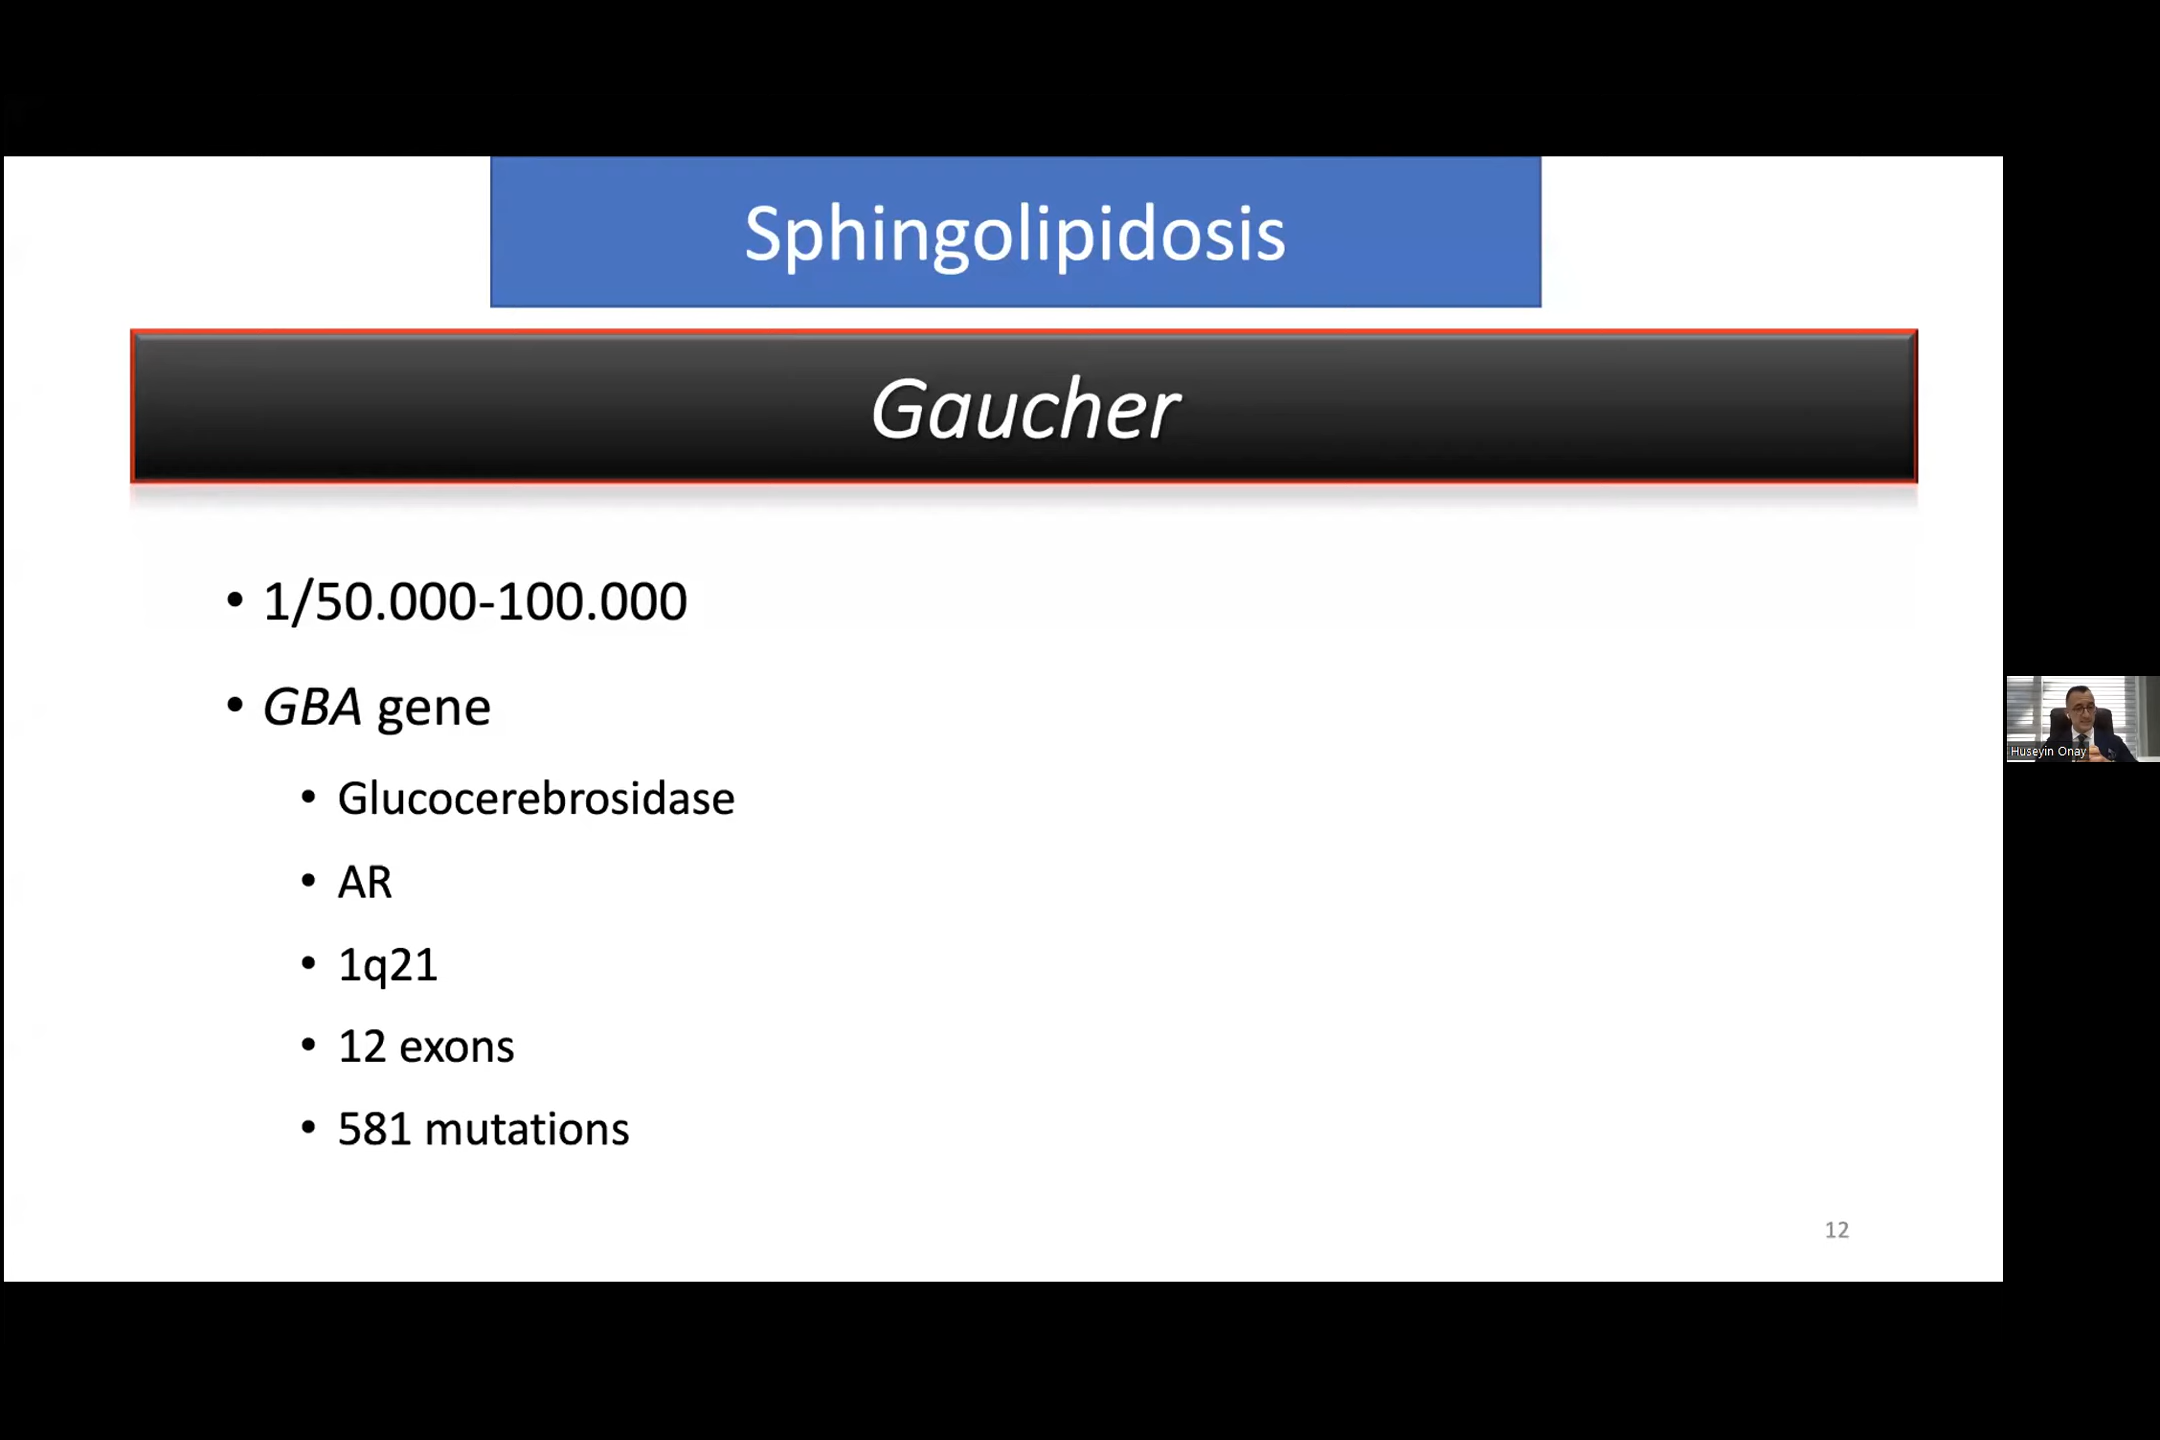 Sphingolipidosis
Gaucher
• 1/50.000-100.000
• GBA gene
• Glucocerebrosidase
• AR
• 1q21
• 12 exons
• 581 mutations
Huseyin Onay
12